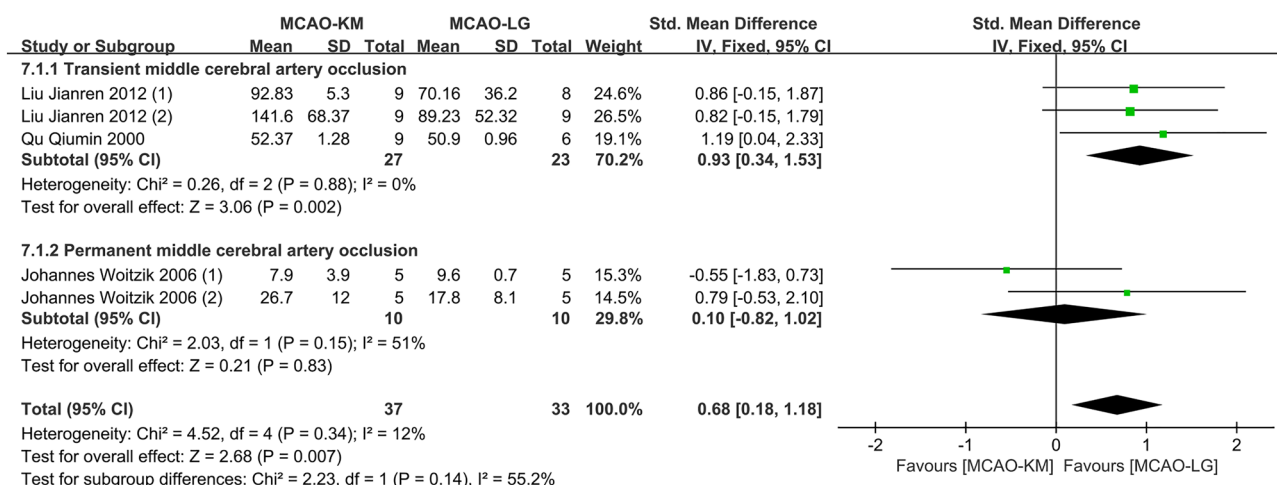 MCAO-KM MCAO-LG Std. Mean Difference Std. Mean Difference
Study or Subgroup Mean SD Total Mean SD Total Weight IV, Fixed, 95% CI IV, Fixed, 95% CI
7.1.1 Transient middle cerebral artery occlusion
Liu Jianren 2012 (1) 92.83 5.3 9 70.16 36.2 8 24.6% 0.86 [-0.15, 1.87]
Liu Jianren 2012 (2) 141.6 68.37 9 89.23 52.32 9 26.5% 0.82 [-0.15, 1.79]
Qu Qiumin 2000 52.37 1.28 9 50.9 0.96 6 19.1% 1.19 [0.04, 2.33]
Subtotal (95% CI) 27 23 70.2% 0.93 [0.34, 1.53]
Heterogeneity: Chi² = 0.26, df = 2 (P = 0.88); I² = 0%
Test for overall effect: Z = 3.06 (P = 0.002)
7.1.2 Permanent middle cerebral artery occlusion
Johannes Woitzik 2006 (1) 7.9 3.9 5 9.6 0.7 5 15.3% -0.55 [-1.83, 0.73]
Johannes Woitzik 2006 (2) 26.7 12 5 17.8 8.1 5 14.5% 0.79 [-0.53, 2.10]
Subtotal (95% CI) 10 10 29.8% 0.10 [-0.82, 1.02]
Heterogeneity: Chi² = 2.03, df = 1 (P = 0.15); I² = 51%
Test for overall effect: Z = 0.21 (P = 0.83)
Total (95% CI) 37 33 100.0% 0.68 [0.18, 1.18]
Heterogeneity: Chi² = 4.52, df = 4 (P = 0.34); I² = 12%
Test for overall effect: Z = 2.68 (P = 0.007)
Test for subgroup differences: Chi² = 2.23, df = 1 (P = 0.14), I² = 55.2%
-2 -1 0 1 2
Favours [MCAO-KM] Favours [MCAO-LG]